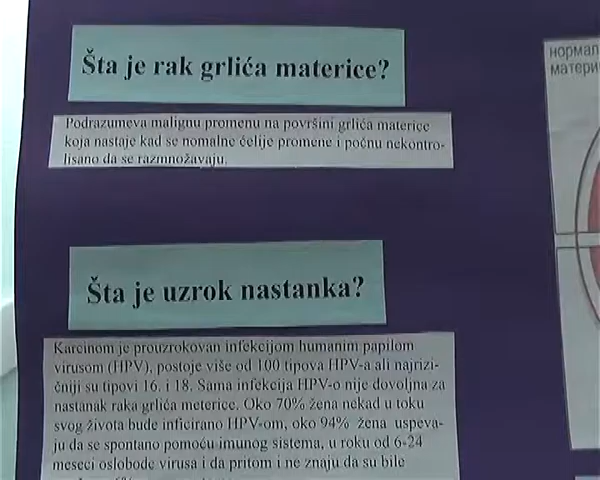 Šta je rak grlića materice?
Podrazumeva malignu promenu na površini grlića materice
koja nastaje kad se nomalne ćelije promene i počnu nekontro-
lisano da se razmnožavaju.
Šta je uzrok nastanka?
Karcinom je prouzrokovan infekcijom humanim papilom
virusom (HPV), postoje više od 100 tipova HPV-a ali najrizi-
čniji su tipovi 16. i 18. Sama infekcija HPV-o nije dovoljna za
nastanak raka grlića meterice. Oko 70% žena nekad u toku
svog života bude inficirano HPV-om, oko 94% žena uspeva-
ju da se spontano pomoću imunog sistema, u roku od 6-24
meseci oslobode virusa i da pritom i ne znaju da su bile